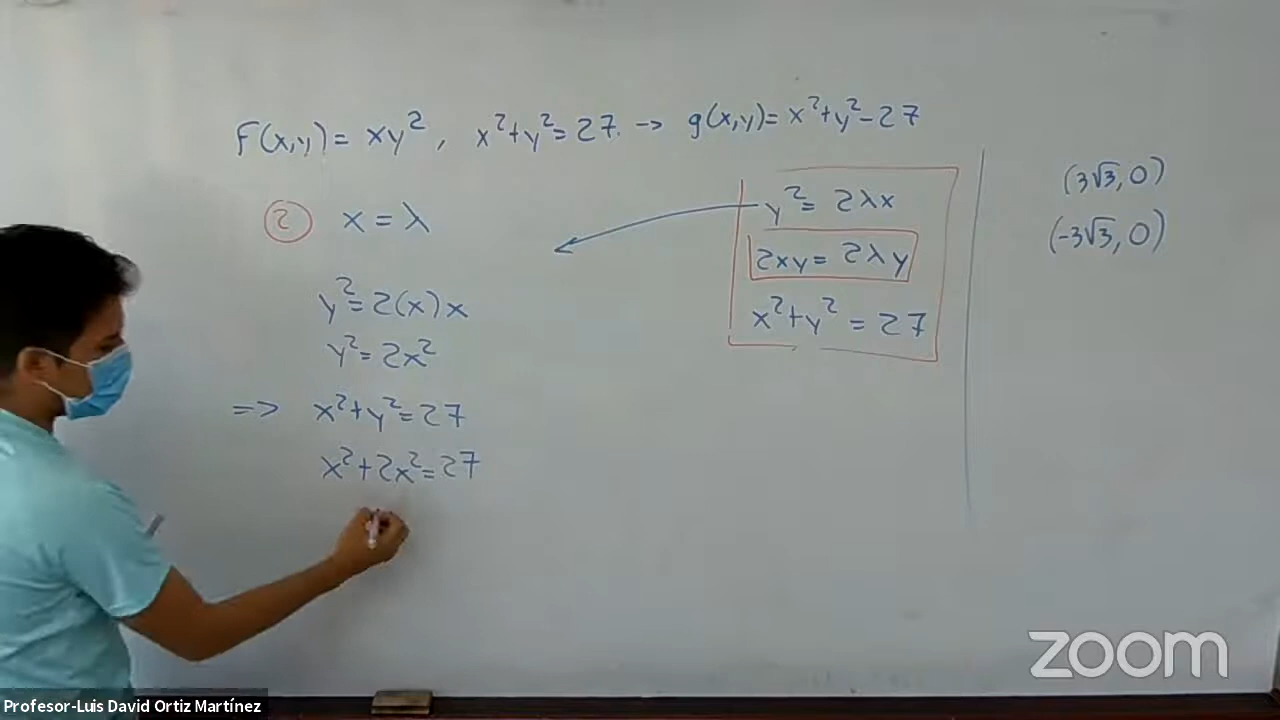 F(x,y) = xy², x²+y²=27. → g(x,y)= x²+y²-27
② x = λ
y²= 2(x)x
y²= 2x²
=> x²+y²=27
x²+2x²=27
y²= 2λx
2xy= 2λy
x²+y² = 27
(3√3, 0)
(-3√3, 0)
zoom
Profesor-Luis David Ortiz Martínez